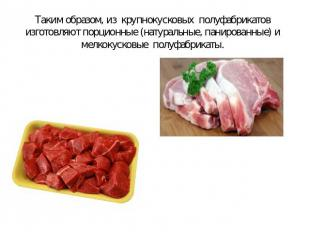 Таким образом, из крупнокусковых полуфабрикатов
изготовляют порционные (натуральные, панированные) и
мелкокусковые полуфабрикаты.